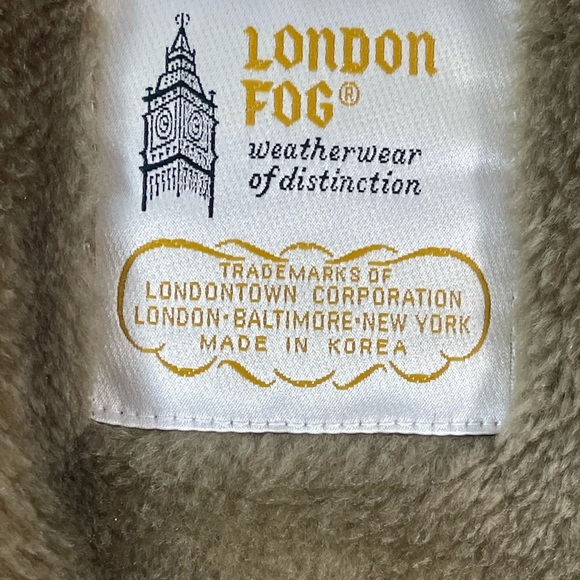 LONDON
FOG®
weatherwear
of distinction
TRADEMARKS OF
LONDONTOWN CORPORATION
LONDON•BALTIMORE•NEW YORK
MADE IN KOREA